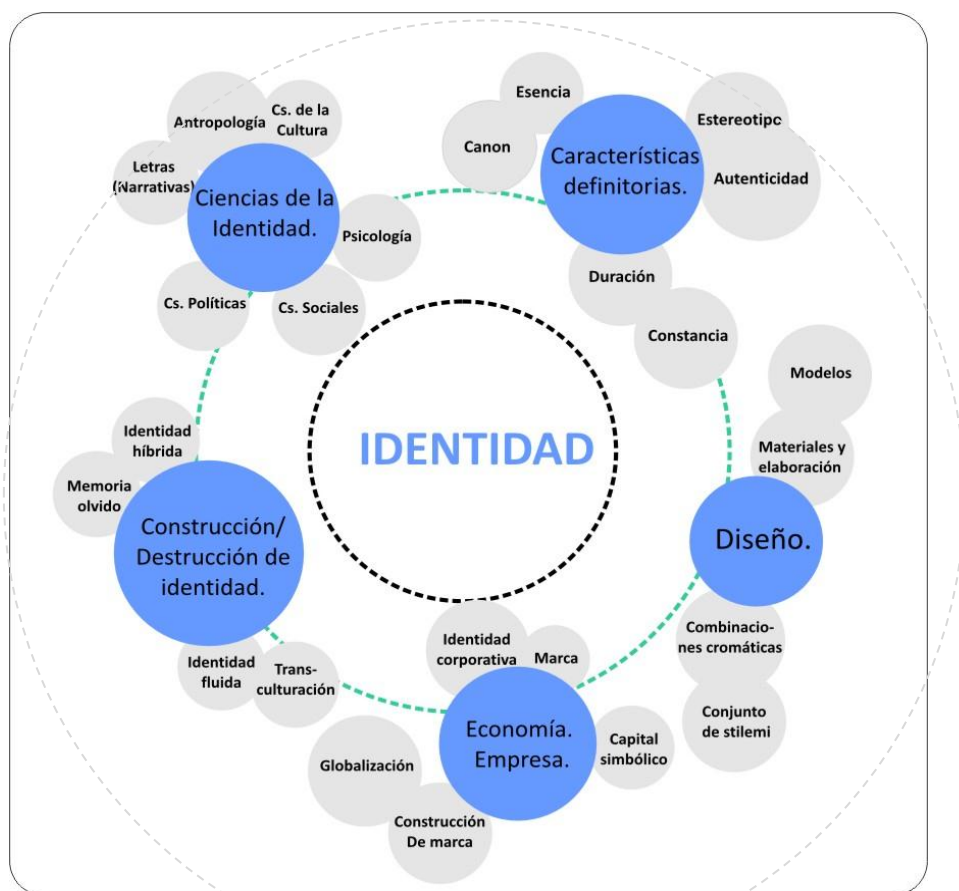 Antropología
Cs. de la
Cultura
Letras
(Narrativas)
Ciencias de la
Identidad.
Psicología
Cs. Políticas
Cs. Sociales
Esencia
Canon
Características
definitorias.
Estereotipo
Autenticidad
Duración
Constancia
IDENTIDAD
Modelos
Materiales y
elaboración
Diseño.
Combinacio-
nes cromáticas
Conjunto
de stilemi
Identidad
híbrida
Memoria
olvido
Construcción/
Destrucción de
identidad.
Identidad
fluida
Trans-
culturación
Identidad
corporativa
Marca
Economía.
Empresa.
Capital
simbólico
Globalización
Construcción
De marca